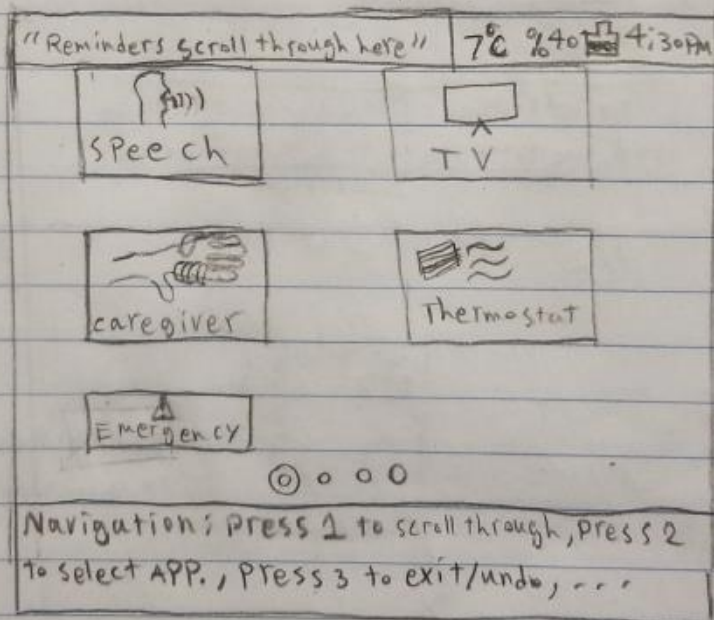 "Reminders scroll through here" 7°C %40 4:30PM
Speech
TV
caregiver
Thermostat
Emergency
Navigation: press 1 to scroll through, press 2
to select APP., press 3 to exit/undo, ...